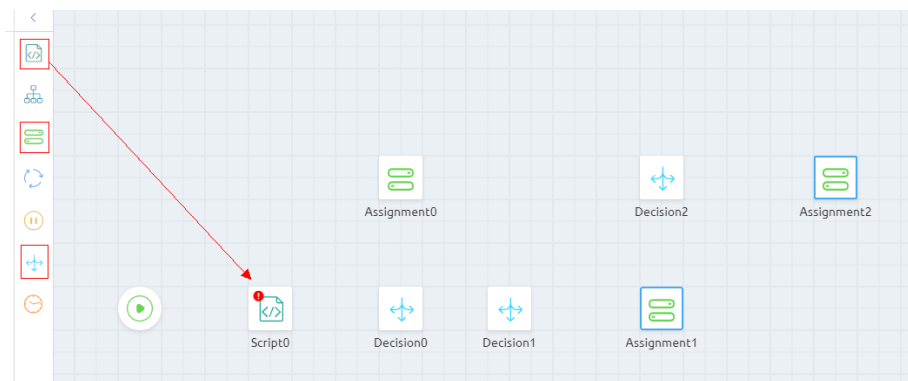 Assignment0
Decision2
Assignment2
Script0
Decision0
Decision1
Assignment1